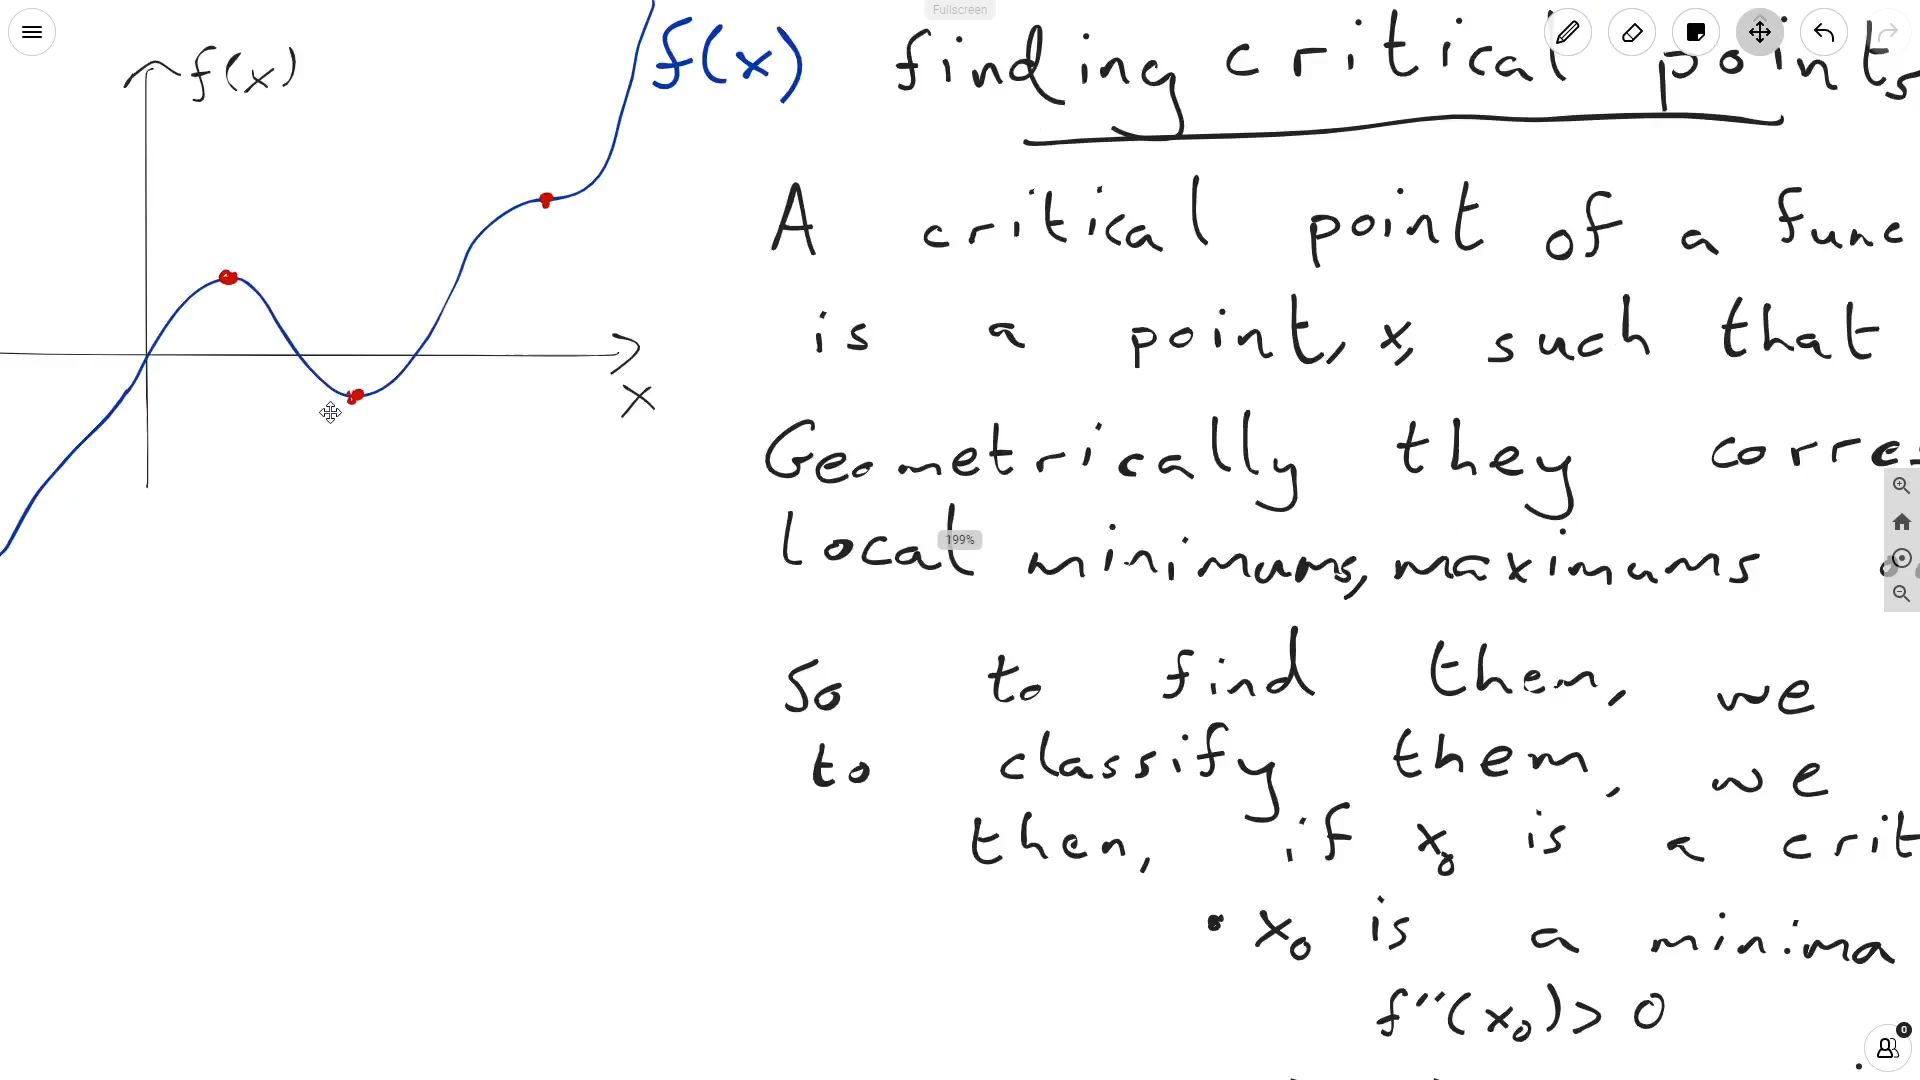 Fullscreen
f(x)
f(x)
x
finding critical points
A critical point of a func
is a point, x, such that
Geometrically they corres
local minimums, maximums
199%
So to find them, we
to classify them, we
then, if x₀ is a crit
• x₀ is a minima
f''(x₀) > 0
0